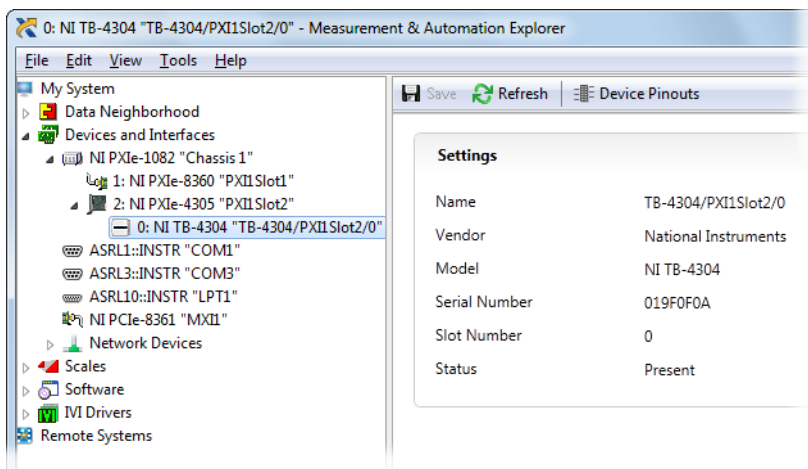 0: NI TB-4304 "TB-4304/PXI1Slot2/0" - Measurement & Automation Explorer
File Edit View Tools Help
My System
Data Neighborhood
Devices and Interfaces
NI PXIe-1082 "Chassis 1"
1: NI PXIe-8360 "PXI1Slot1"
2: NI PXIe-4305 "PXI1Slot2"
0: NI TB-4304 "TB-4304/PXI1Slot2/0"
ASRL1::INSTR "COM1"
ASRL3::INSTR "COM3"
ASRL10::INSTR "LPT1"
NI PCIe-8361 "MXI1"
Network Devices
Scales
Software
IVI Drivers
Remote Systems
Save Refresh Device Pinouts
Settings
Name TB-4304/PXI1Slot2/0
Vendor National Instruments
Model NI TB-4304
Serial Number 019F0F0A
Slot Number 0
Status Present